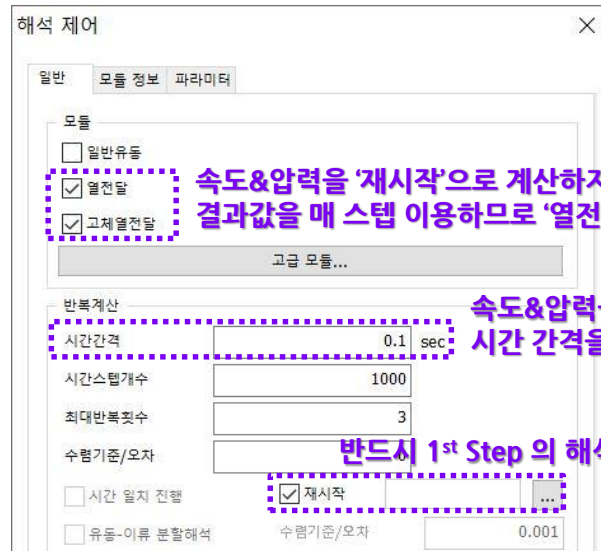 해석 제어
일반 모듈 정보 파라미터
모듈
일반유동
열전달
고체열전달
속도&압력을 ‘재시작’으로 계산하지
결과값을 매 스텝 이용하므로 ‘열전
고급 모듈...
반복계산
속도&압력
시간간격 0.1 sec
시간 간격을
시간스텝개수 1000
최대반복횟수 3
수렴기준/오차
반드시 1st Step 의 해석
시간 일치 진행 재시작 ...
유동-이류 분할해석 수렴기준/오차 0.001